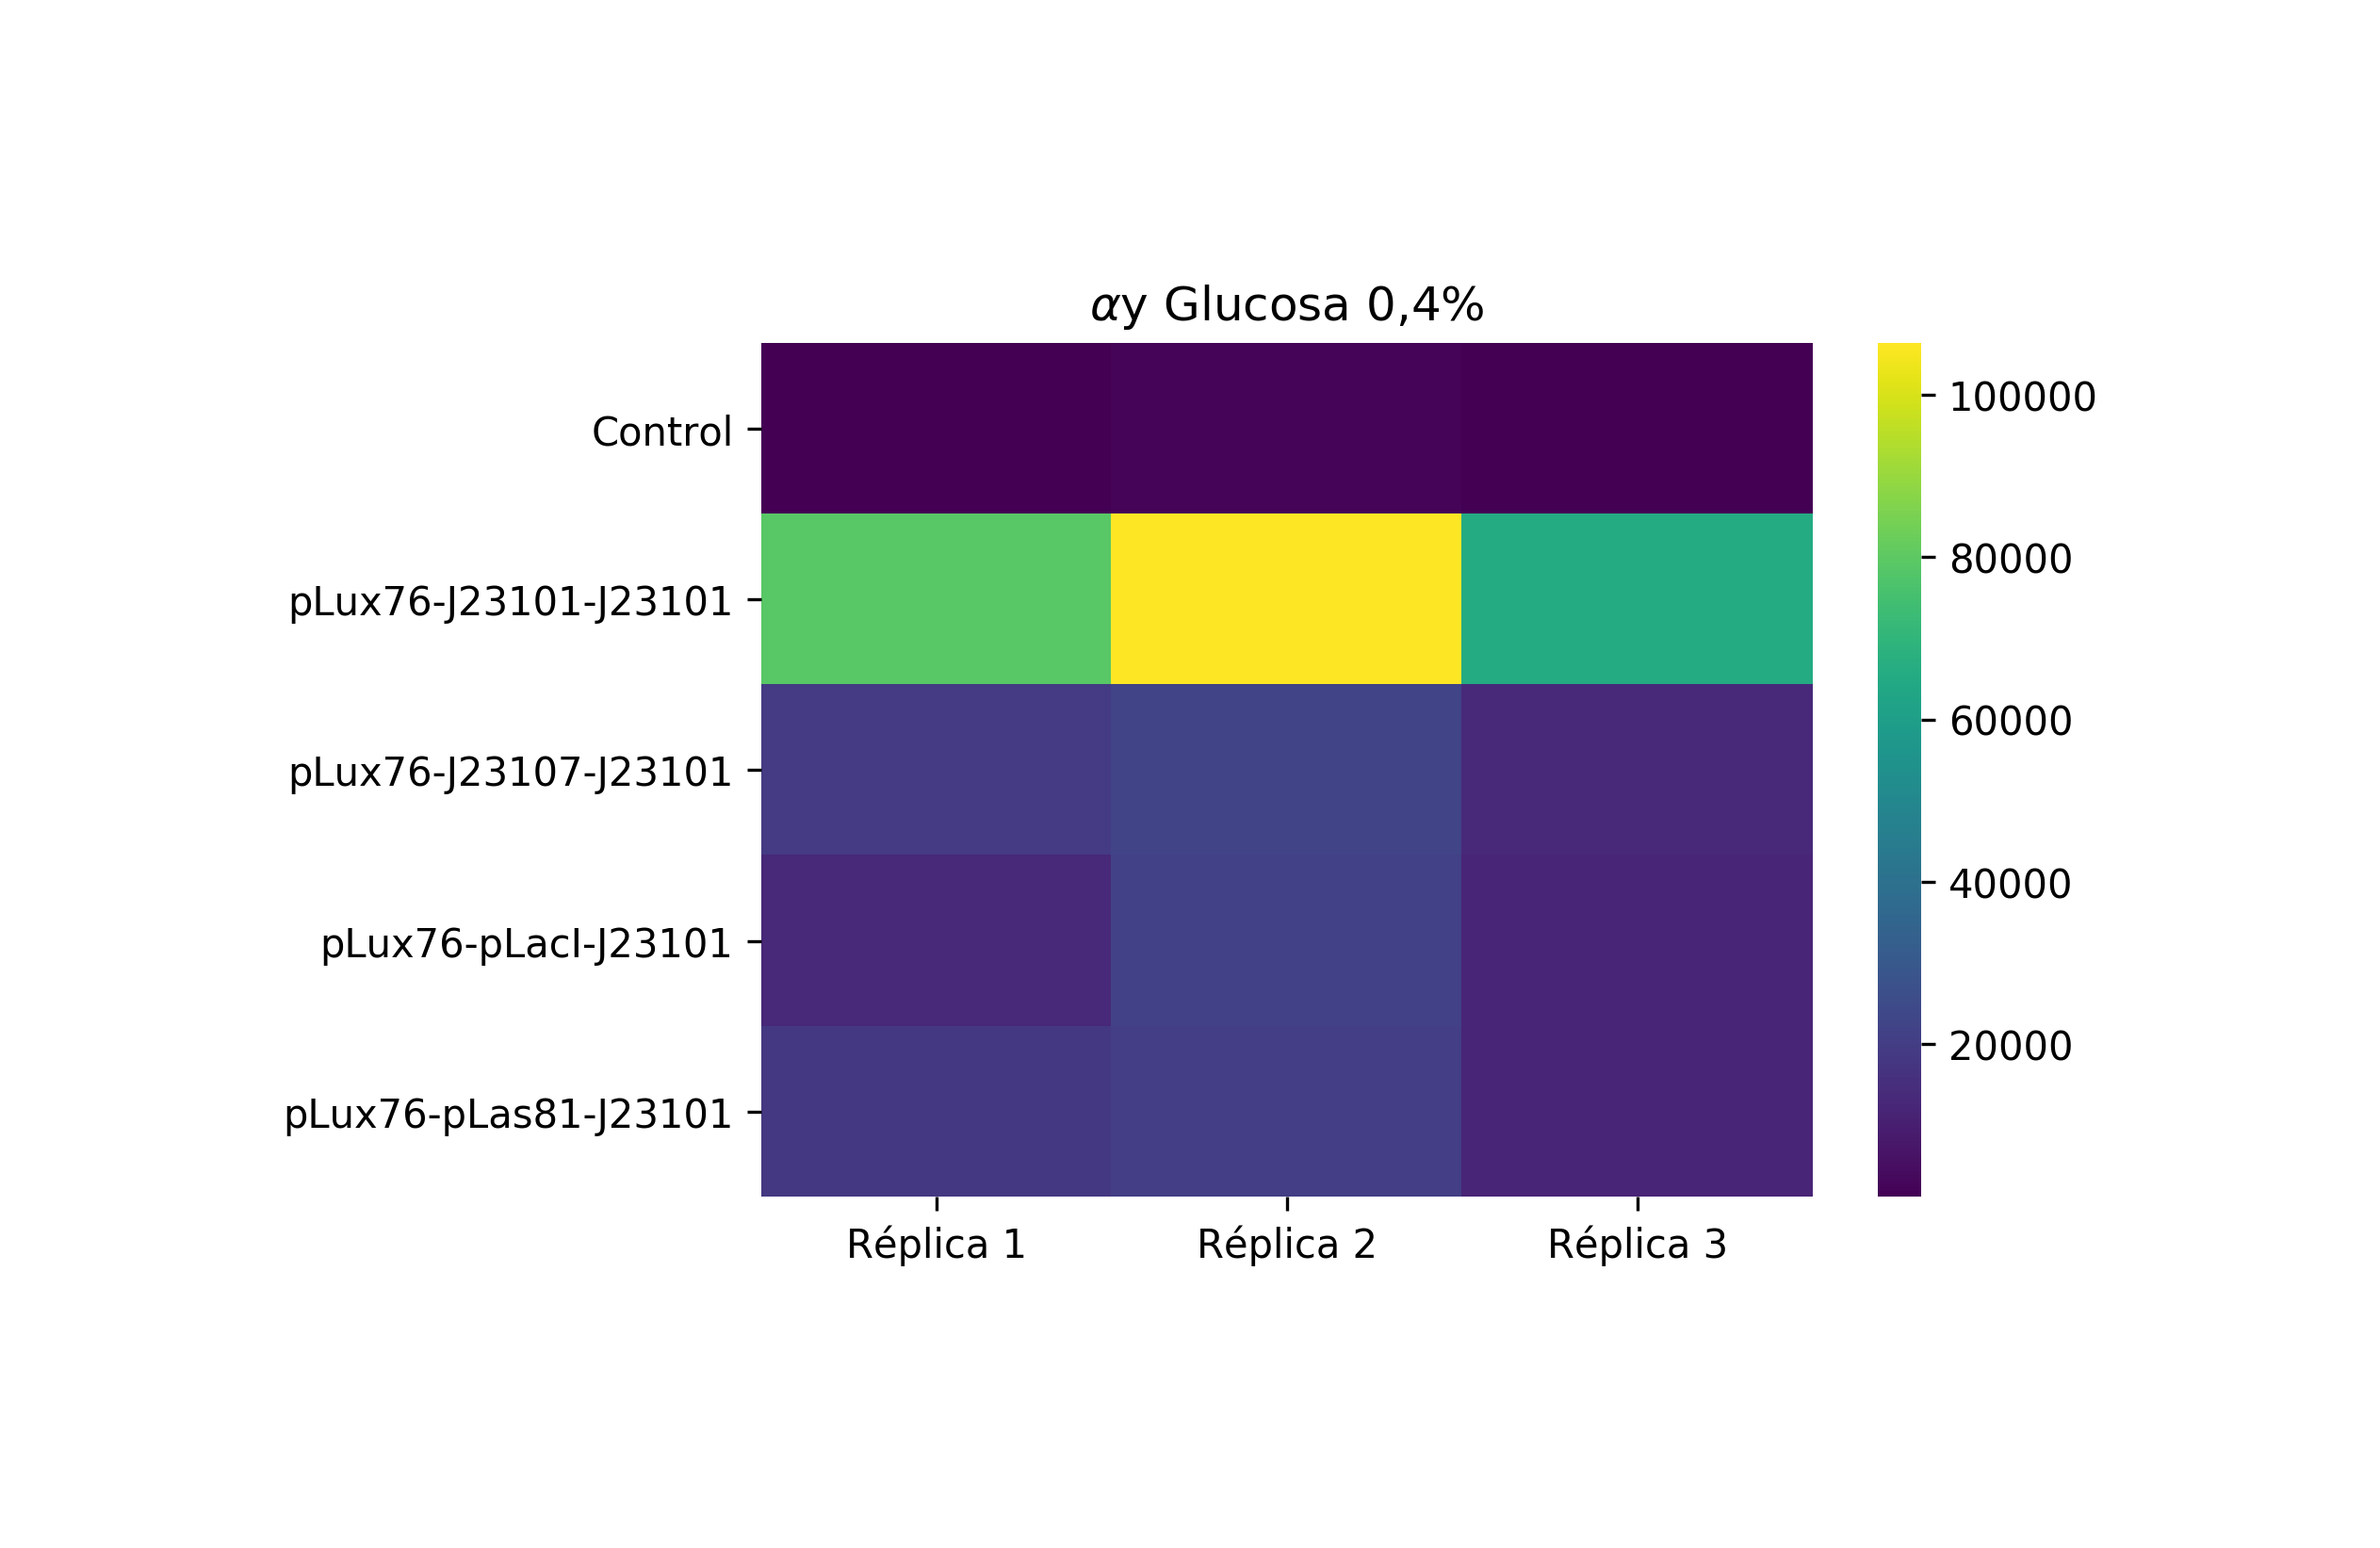 αy Glucosa 0,4%
Control
pLux76-J23101-J23101
pLux76-J23107-J23101
pLux76-pLacI-J23101
pLux76-pLas81-J23101
Réplica 1
Réplica 2
Réplica 3
100000
80000
60000
40000
20000